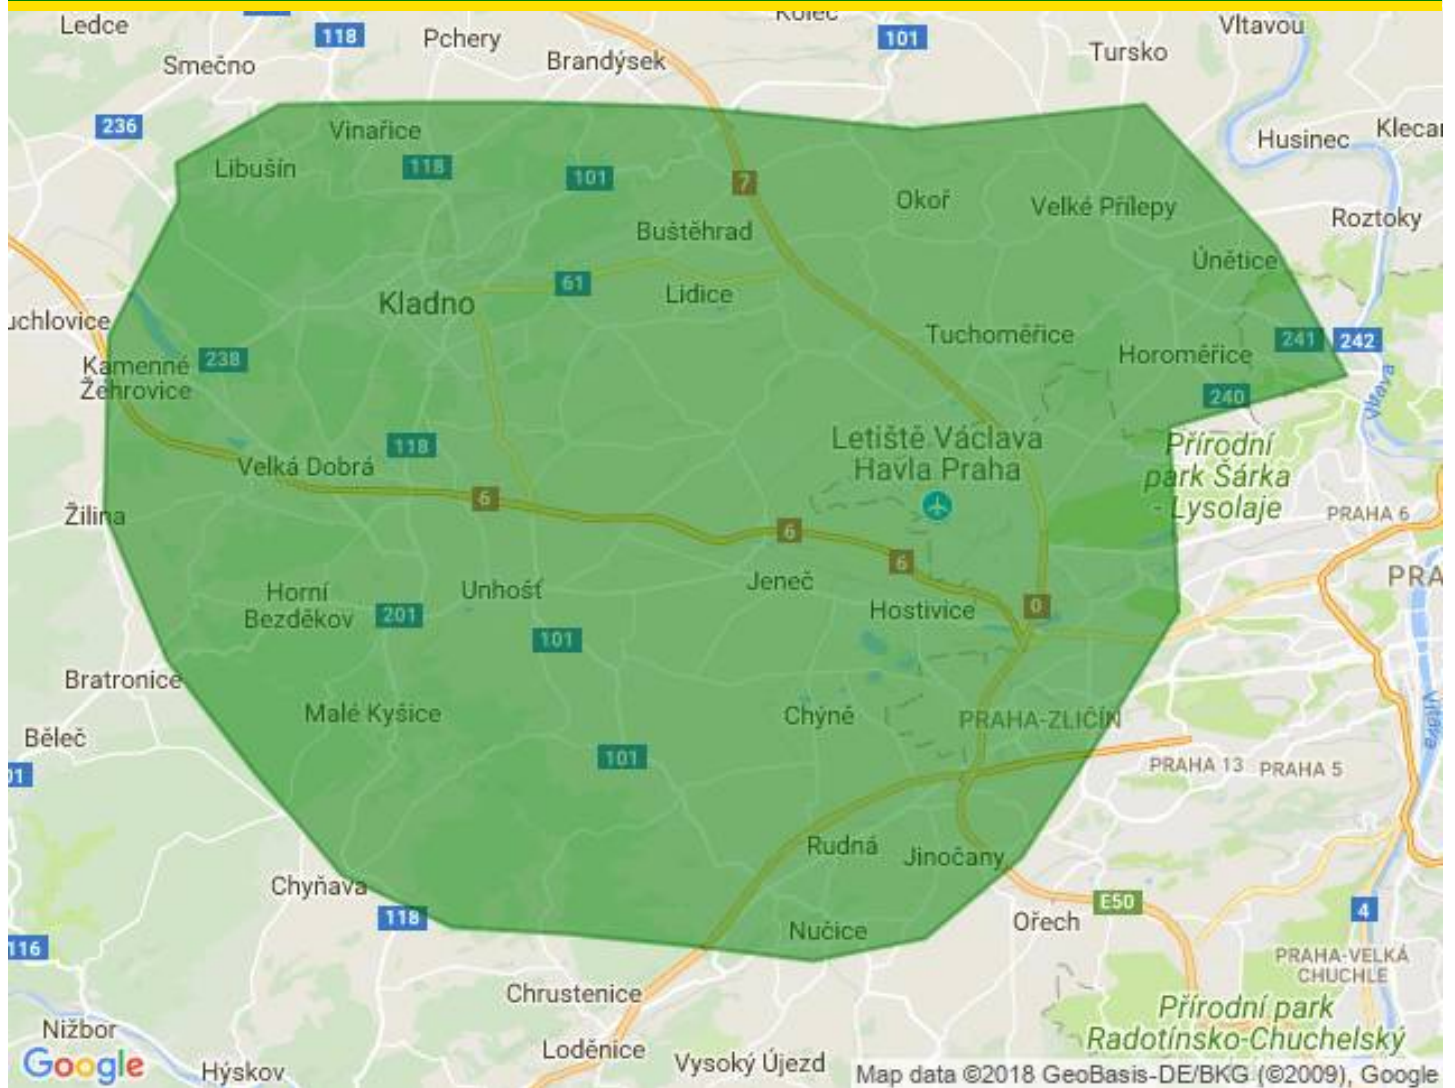 Ledce
118
Pchery
101
Vltavou
Smečno
Brandýsek
Tursko
236
Vinařice
Husinec
Libušín
118
101
7
Okoř
Velké Přílepy
Roztoky
Buštěhrad
Únětice
61
Lidice
Kladno
uchlovice
Tuchoměřice
241
242
Kamenné
Žehrovice
238
Horoměřice
240
Vltava
118
Letiště Václava
Havla Praha
Přírodní
park Šárka
- Lysolaje
Velká Dobrá
6
Žilina
PRAHA 6
6
6
Jeneč
PRA
Horní
Bezděkov
201
Unhošť
Hostivice
0
101
Bratronice
Malé Kyšice
Chýně
PRAHA-ZLIČÍN
Vltava
Běleč
101
PRAHA 13
PRAHA 5
01
Rudná
Jinočany
Chyňava
118
E50
4
Ořech
Nučice
116
PRAHA-VELKÁ
CHUCHLE
Chrustenice
Přírodní park
Radotínsko-Chuchelský
Nižbor
Loděnice
Vysoký Újezd
Google
Hýskov
Map data ©2018 GeoBasis-DE/BKG (©2009), Google